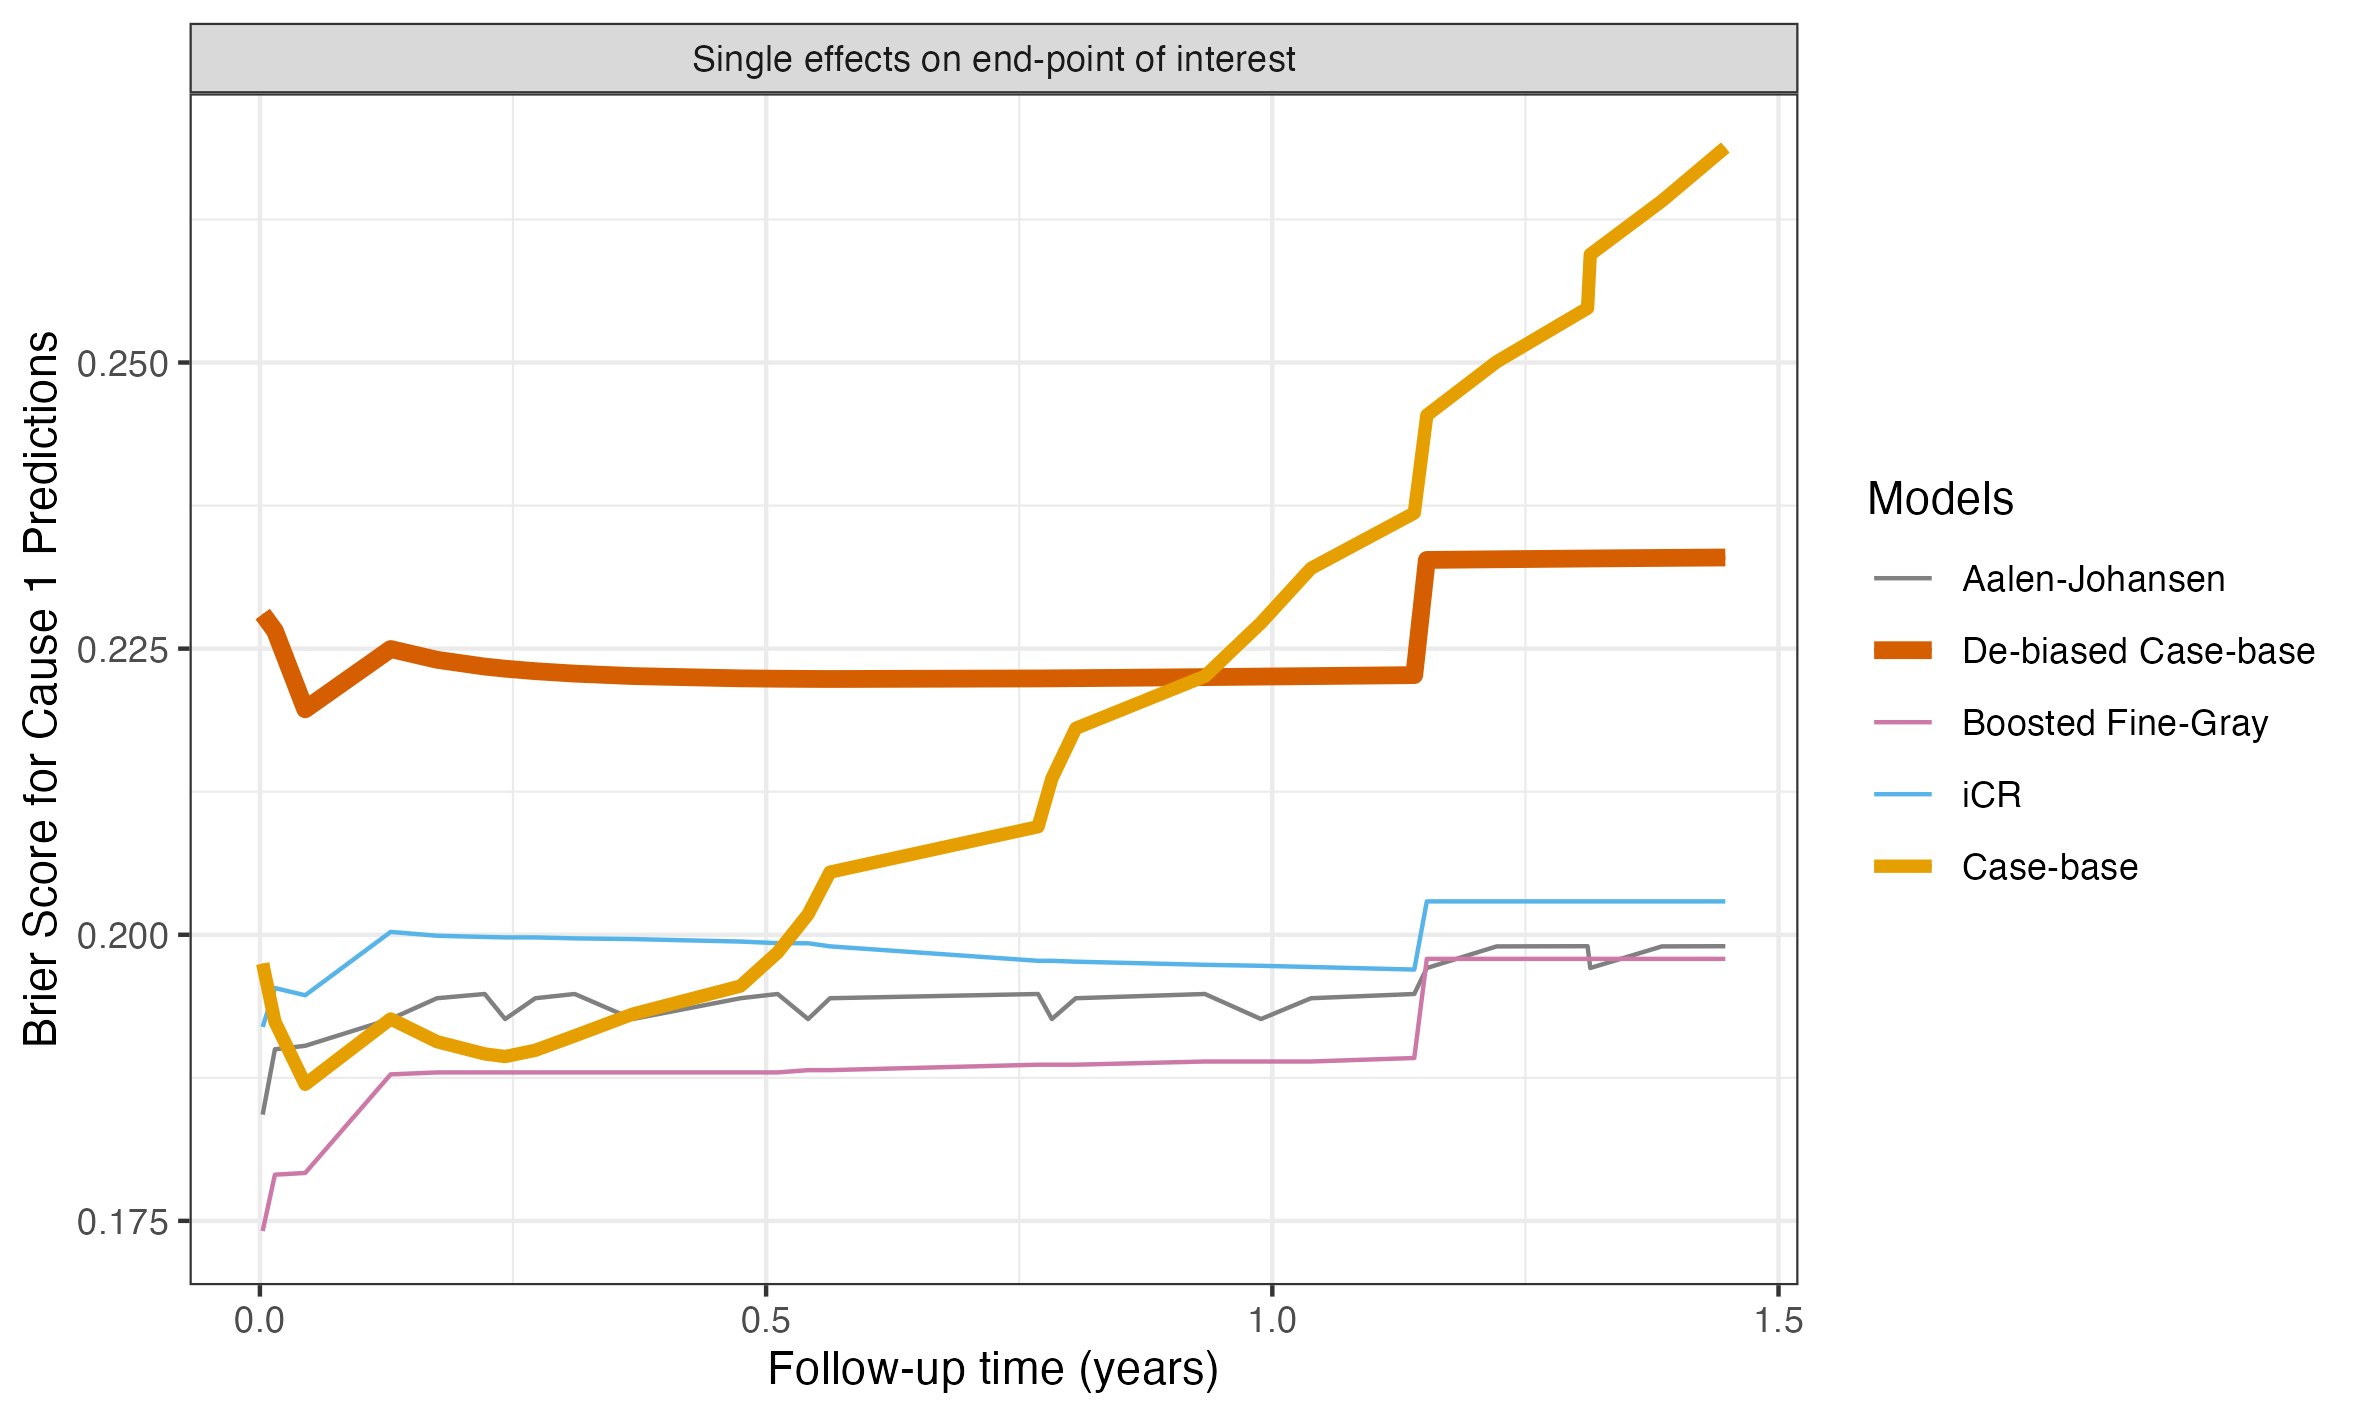 Single effects on end-point of interest
Brier Score for Cause 1 Predictions
0.250
0.225
0.200
0.175
0.0
0.5
1.0
1.5
Follow-up time (years)
Models
Aalen-Johansen
De-biased Case-base
Boosted Fine-Gray
iCR
Case-base